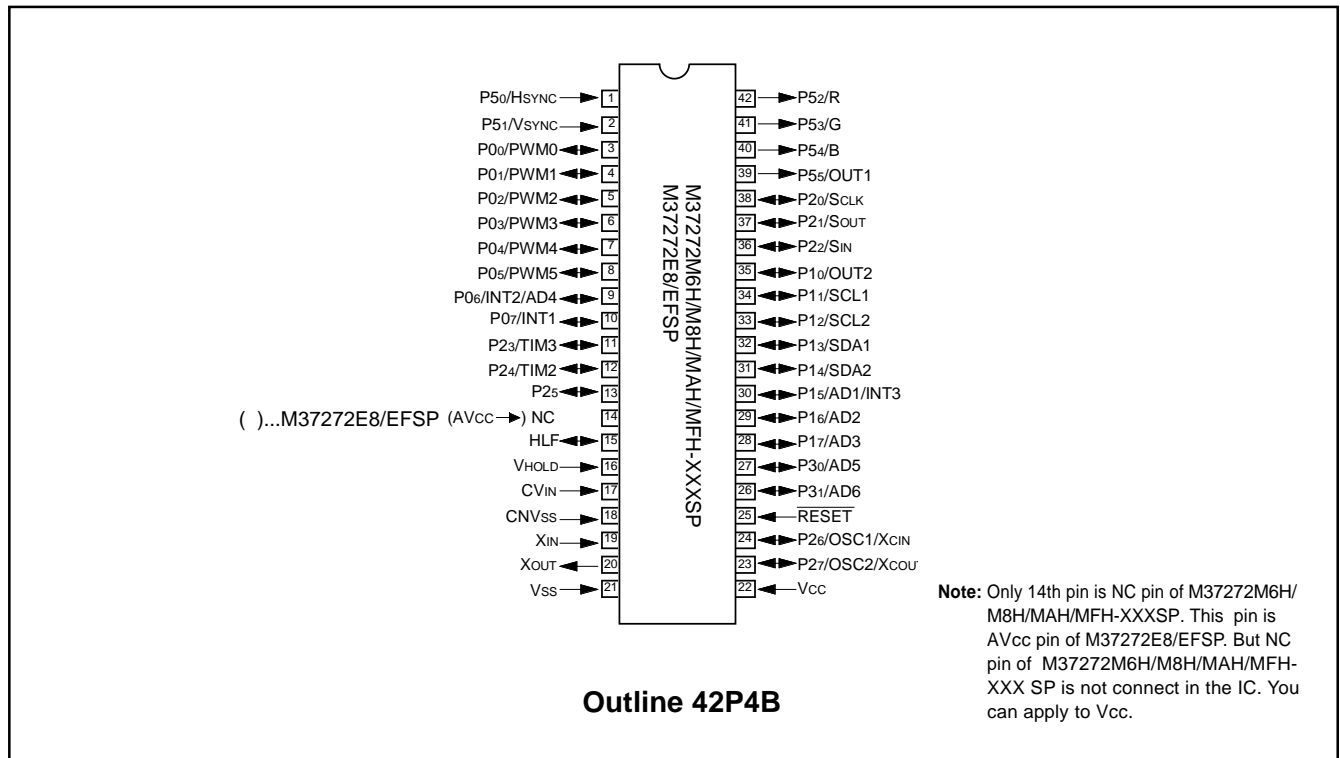 P50/HSYNC 1
P51/VSYNC 2
P00/PWM0 3
P01/PWM1 4
P02/PWM2 5
P03/PWM3 6
P04/PWM4 7
P05/PWM5 8
P06/INT2/AD4 9
P07/INT1 10
P23/TIM3 11
P24/TIM2 12
P25 13
( )...M37272E8/EFSP (AVCC ) NC 14
HLF 15
VHOLD 16
CVIN 17
CNVSS 18
XIN 19
XOUT 20
VSS 21
M37272M6H/M8H/MAH/MFH-XXXSP
M37272E8/EFSP
42 P52/R
41 P53/G
40 P54/B
39 P55/OUT1
38 P20/SCLK
37 P21/SOUT
36 P22/SIN
35 P10/OUT2
34 P11/SCL1
33 P12/SCL2
32 P13/SDA1
31 P14/SDA2
30 P15/AD1/INT3
29 P16/AD2
28 P17/AD3
27 P30/AD5
26 P31/AD6
25 RESET
24 P26/OSC1/XCIN
23 P27/OSC2/XCOU
22 VCC
Note: Only 14th pin is NC pin of M37272M6H/
M8H/MAH/MFH-XXXSP. This pin is
AVcc pin of M37272E8/EFSP. But NC
pin of M37272M6H/M8H/MAH/MFH-
XXX SP is not connect in the IC. You
can apply to Vcc.
Outline 42P4B